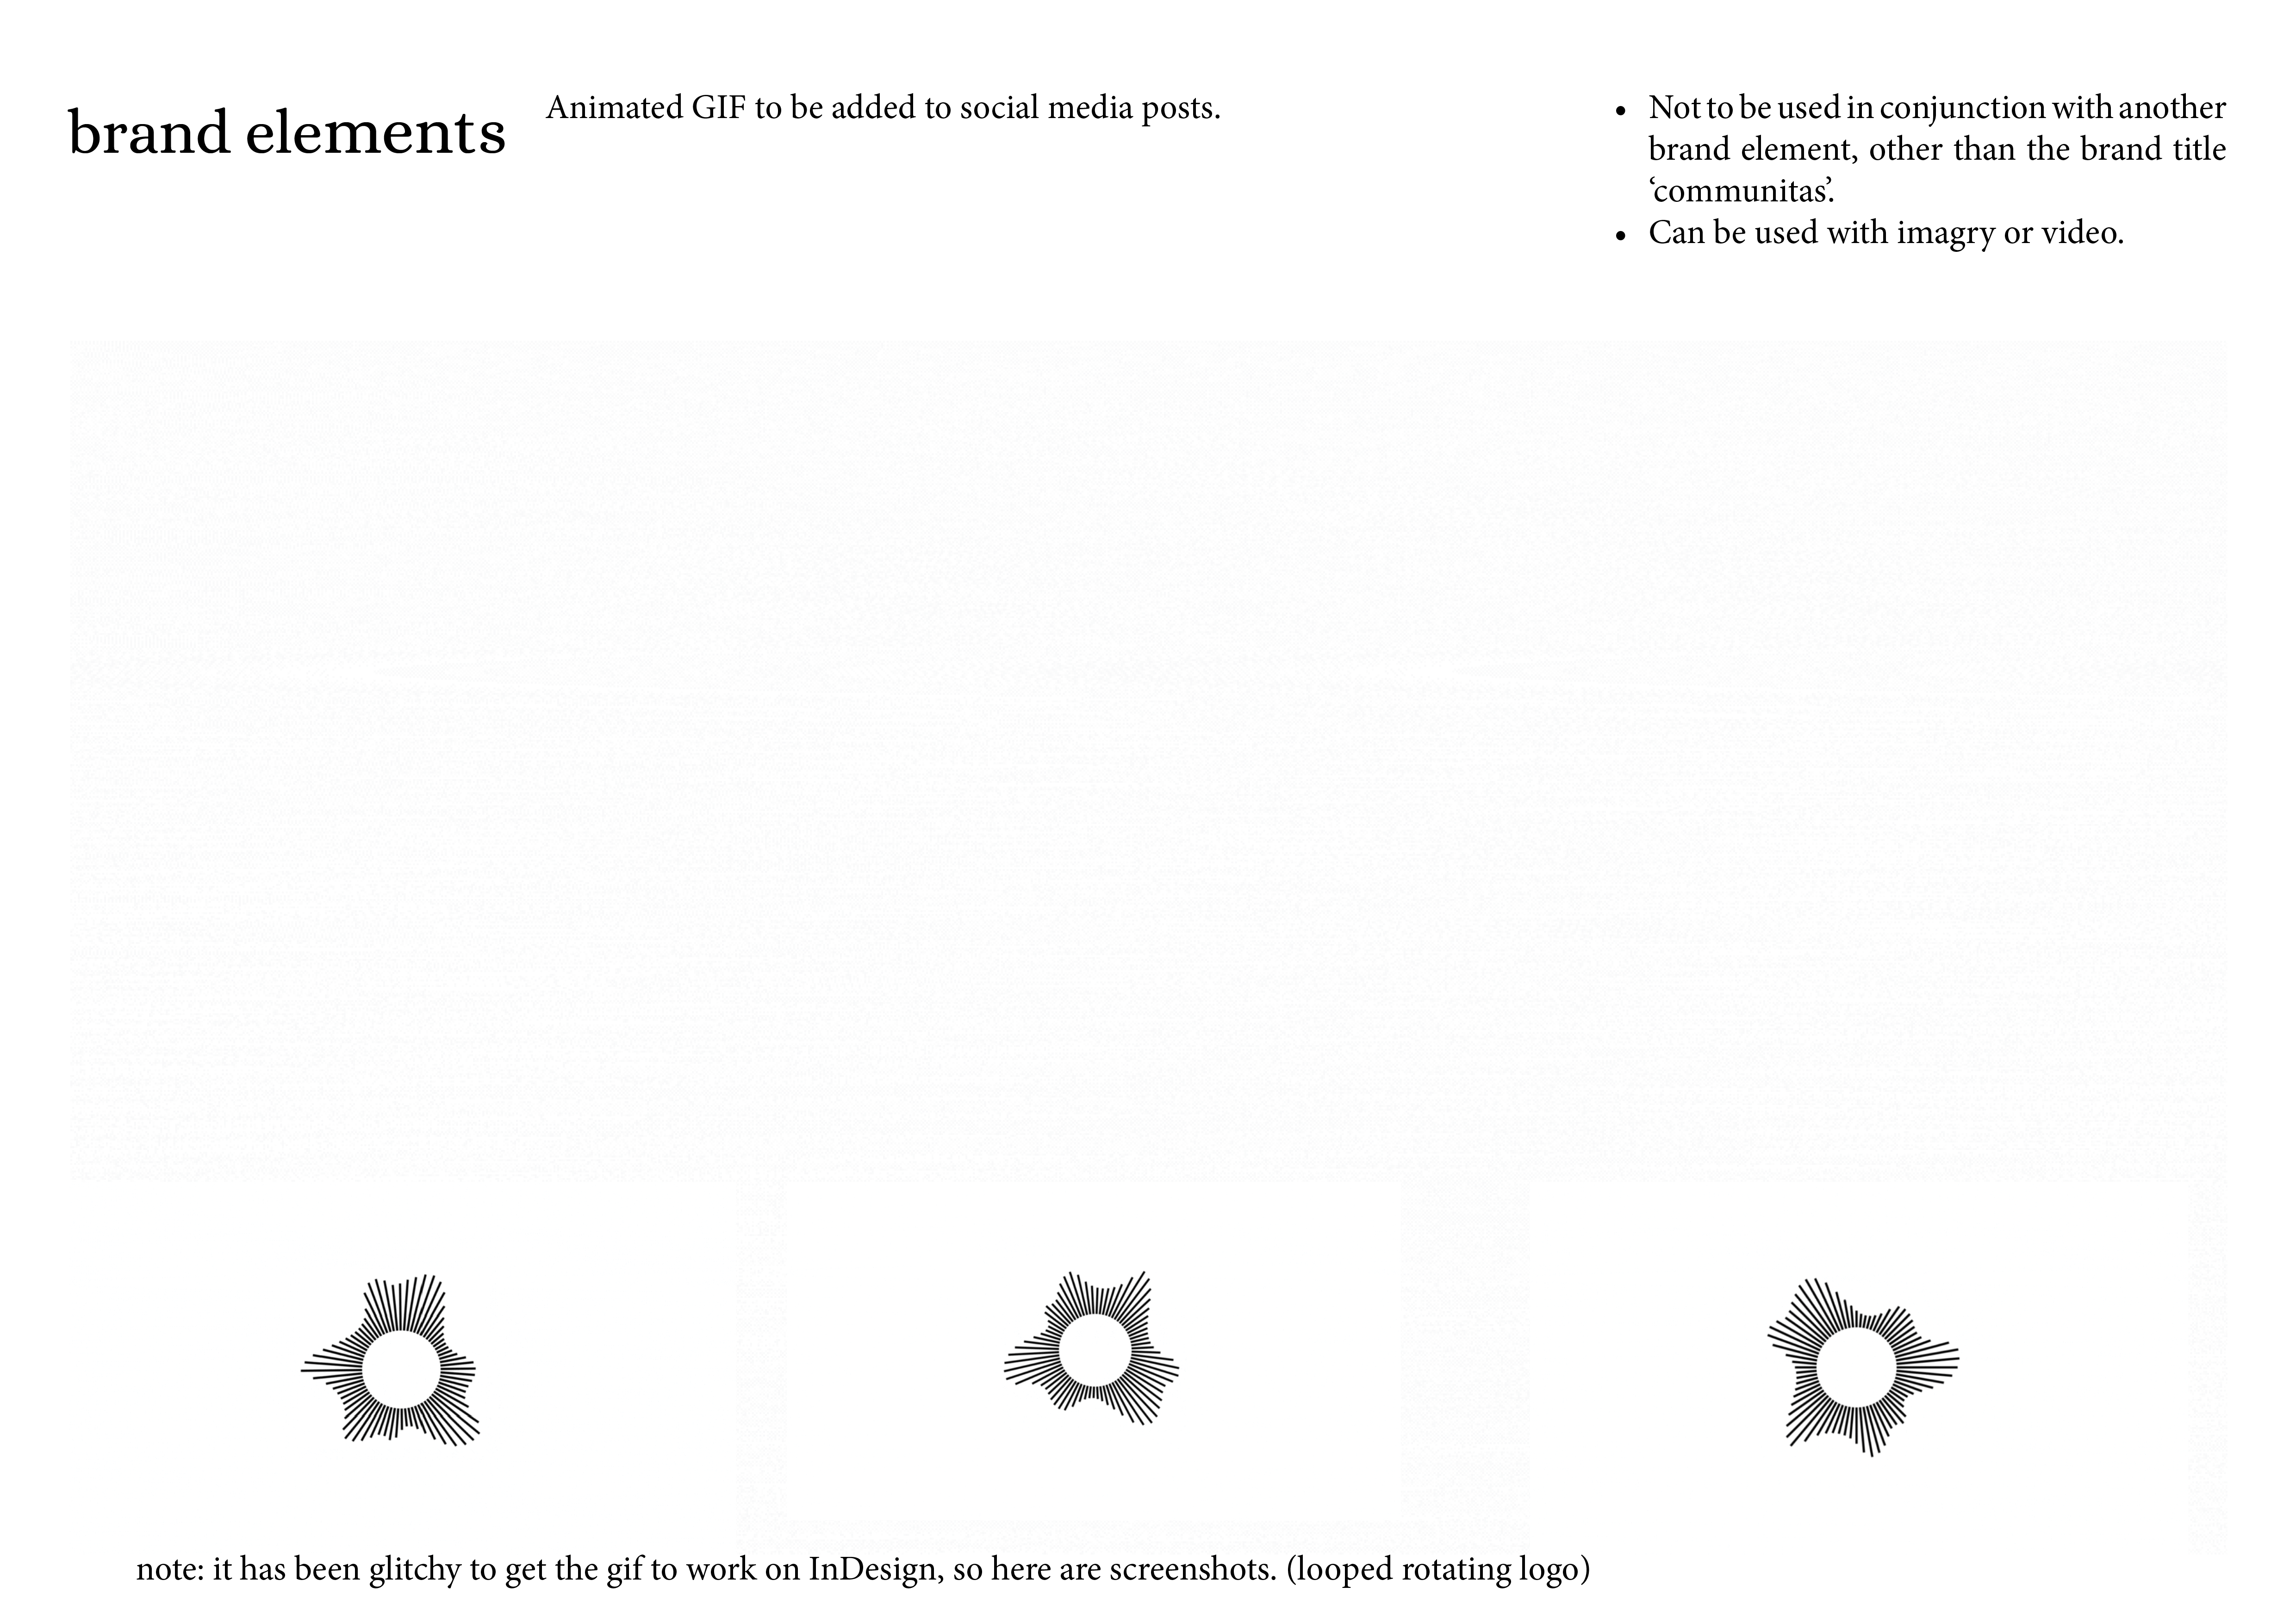 brand elements
Animated GIF to be added to social media posts.
• Not to be used in conjunction with another
brand element, other than the brand title
‘communitas’.
• Can be used with imagry or video.
note: it has been glitchy to get the gif to work on InDesign, so here are screenshots. (looped rotating logo)